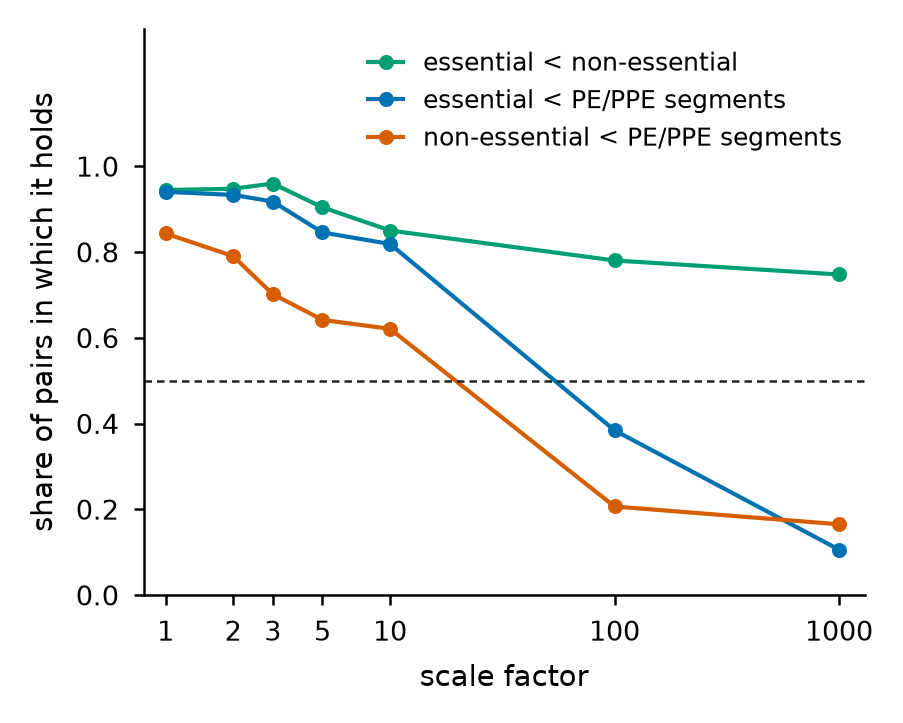 essential < non-essential
essential < PE/PPE segments
non-essential < PE/PPE segments
share of pairs in which it holds
1.0
0.8
0.6
0.4
0.2
0.0
1 2 3 5 10 100 1000
scale factor